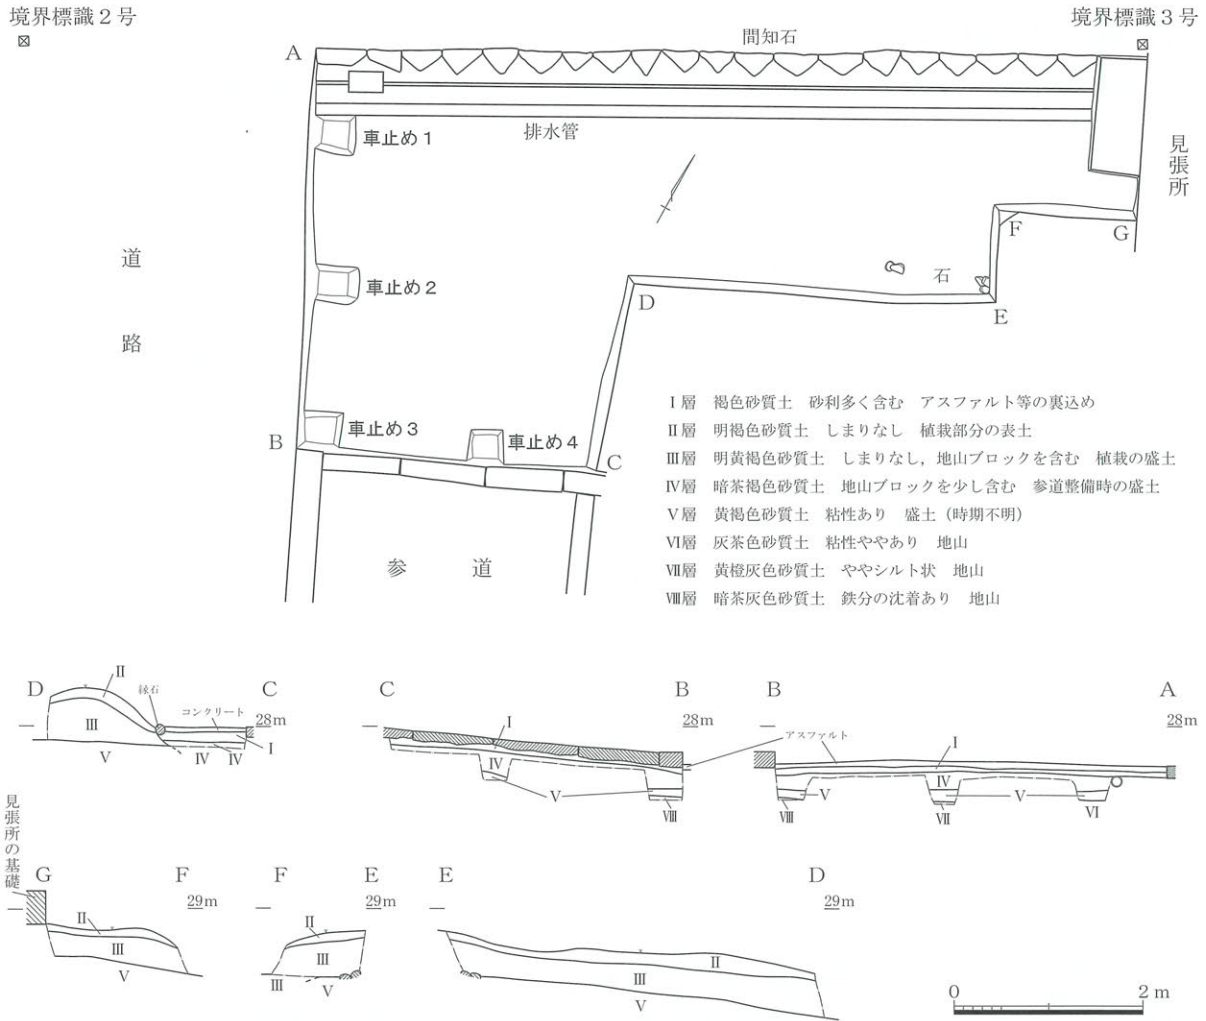 境界標識２号
境界標識３号
A
間知石
排水管
車止め１
見張所
道路
車止め２
F
G
石
D
E
B
車止め３
車止め４
C
参道
Ⅰ層　褐色砂質土　砂利多く含む　アスファルト等の裏込め
Ⅱ層　明褐色砂質土　しまりなし　植栽部分の表土
Ⅲ層　明黄褐色砂質土　しまりなし，地山ブロックを含む　植栽の盛土
Ⅳ層　暗茶褐色砂質土　地山ブロックを少し含む　参道整備時の盛土
Ⅴ層　黄褐色砂質土　粘性あり　盛土（時期不明）
Ⅵ層　灰茶色砂質土　粘性ややあり　地山
Ⅶ層　黄橙灰色砂質土　ややシルト状　地山
Ⅷ層　暗茶灰色砂質土　鉄分の沈着あり　地山
D
Ⅱ
縁石
コンクリート
C
28m
Ⅲ
Ⅰ
Ⅴ
Ⅳ
Ⅳ
C
B
28m
Ⅰ
Ⅳ
Ⅴ
Ⅷ
アスファルト
B
A
28m
Ⅰ
Ⅳ
Ⅴ
Ⅴ
Ⅷ
Ⅶ
Ⅵ
見張所の基礎
G
F
29m
Ⅱ
Ⅲ
Ⅴ
F
E
29m
Ⅱ
Ⅲ
Ⅲ
Ⅴ
E
D
29m
Ⅱ
Ⅲ
Ⅴ
0
2 m